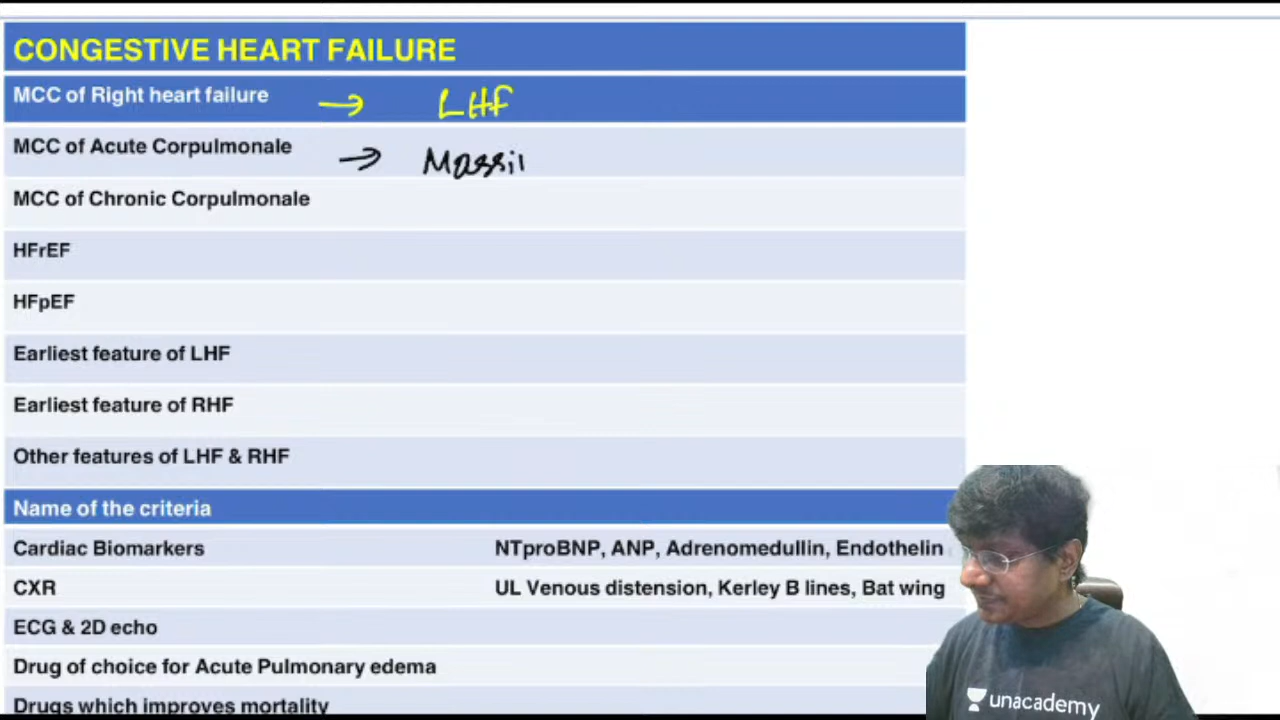 CONGESTIVE HEART FAILURE
MCC of Right heart failure → LHF
MCC of Acute Corpulmonale → Massi
MCC of Chronic Corpulmonale
HFrEF
HFpEF
Earliest feature of LHF
Earliest feature of RHF
Other features of LHF & RHF
Name of the criteria
Cardiac Biomarkers NTproBNP, ANP, Adrenomedullin, Endothelin
CXR UL Venous distension, Kerley B lines, Bat wing
ECG & 2D echo
Drug of choice for Acute Pulmonary edema
Drugs which improves mortality
unacademy